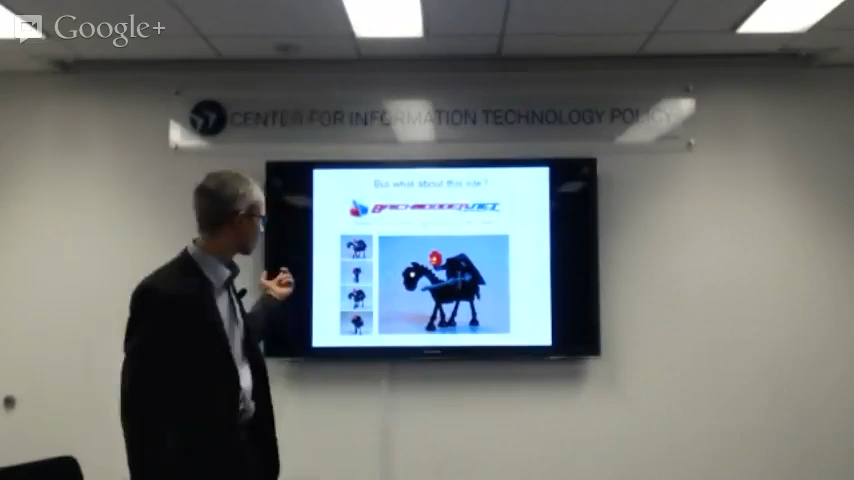 Google+
CENTER FOR INFORMATION TECHNOLOGY POLICY
But what about this site?